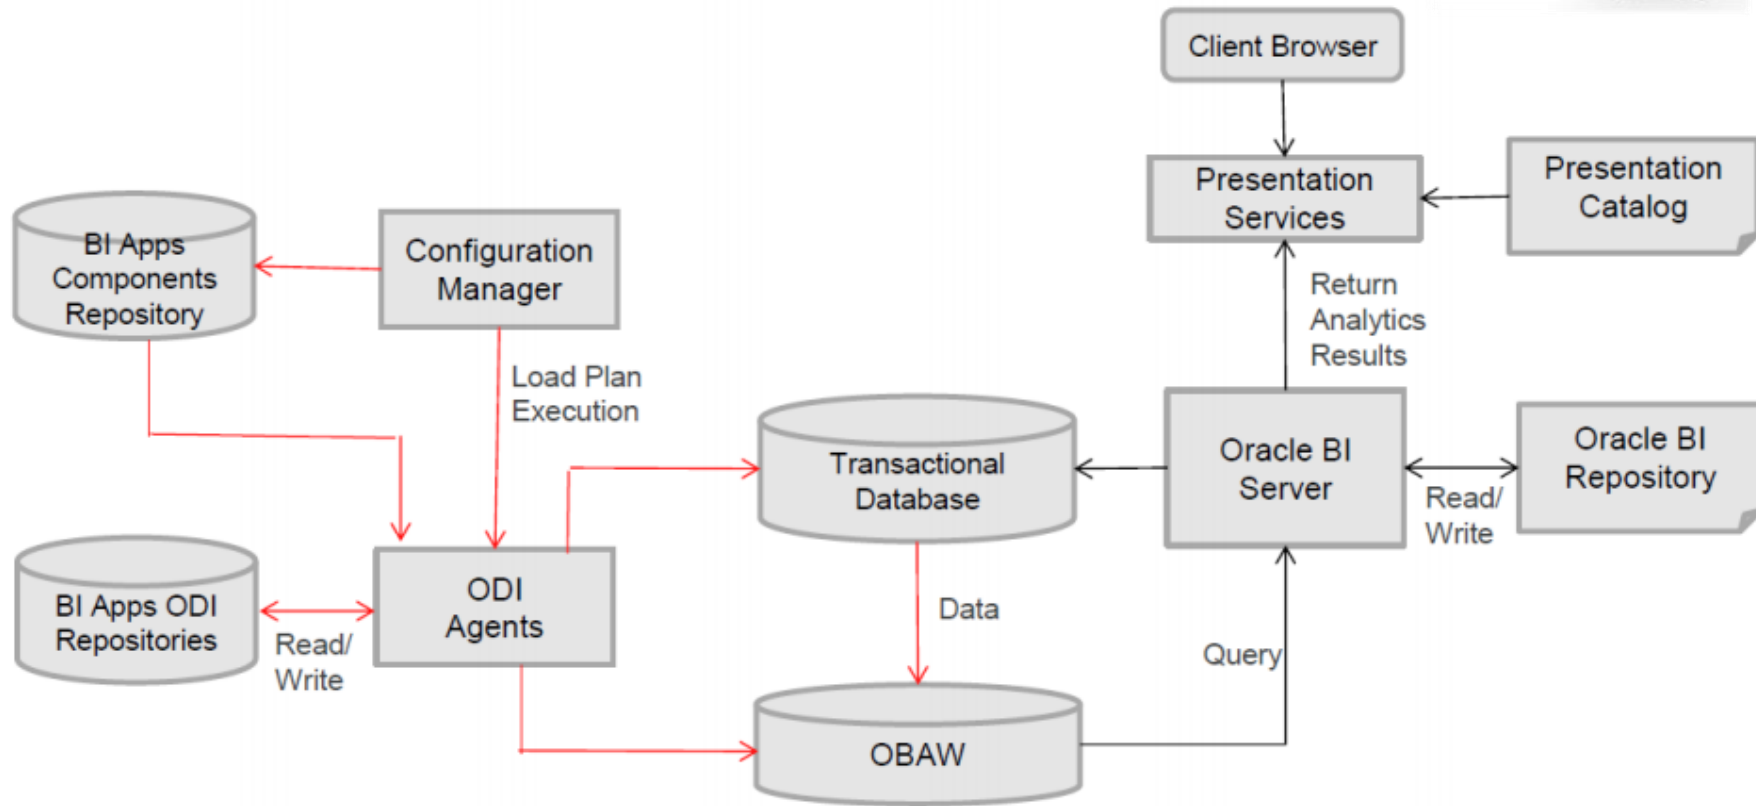 Client Browser
Presentation
Services
Presentation
Catalog
BI Apps
Components
Repository
Configuration
Manager
Return
Analytics
Results
Load Plan
Execution
Transactional
Database
Oracle BI
Server
Read/
Write
Oracle BI
Repository
BI Apps ODI
Repositories
Read/
Write
ODI
Agents
Data
Query
OBAW